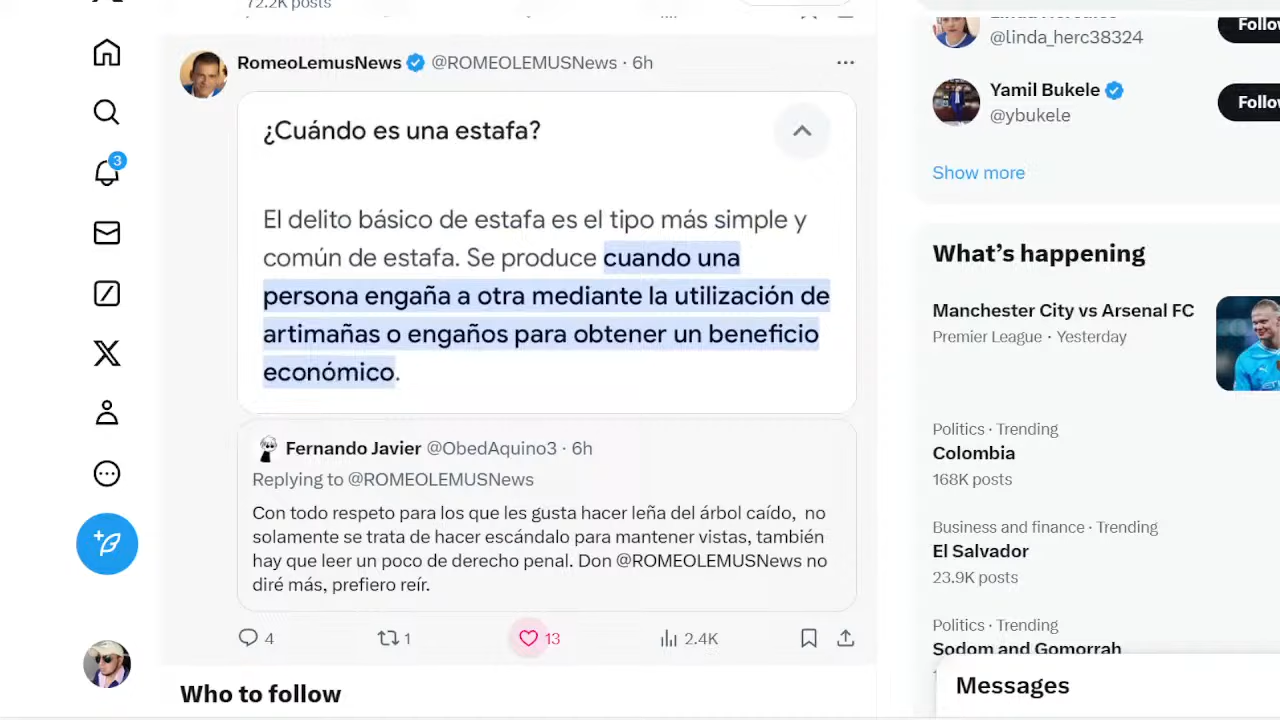 72.2K posts
RomeoLemusNews @ROMEOLEMUSNews · 6h
¿Cuándo es una estafa?
El delito básico de estafa es el tipo más simple y
común de estafa. Se produce cuando una
persona engaña a otra mediante la utilización de
artimañas o engaños para obtener un beneficio
económico.
Fernando Javier @ObedAquino3 · 6h
Replying to @ROMEOLEMUSNews
Con todo respeto para los que les gusta hacer leña del árbol caído, no
solamente se trata de hacer escándalo para mantener vistas, también
hay que leer un poco de derecho penal. Don @ROMEOLEMUSNews no
diré más, prefiero reír.
4
1
13
2.4K
Who to follow
3
@linda_herc38324
Follo
Yamil Bukele
@ybukele
Follo
Show more
What’s happening
Manchester City vs Arsenal FC
Premier League · Yesterday
Politics · Trending
Colombia
168K posts
Business and finance · Trending
El Salvador
23.9K posts
Politics · Trending
Sodom and Gomorrah
Messages